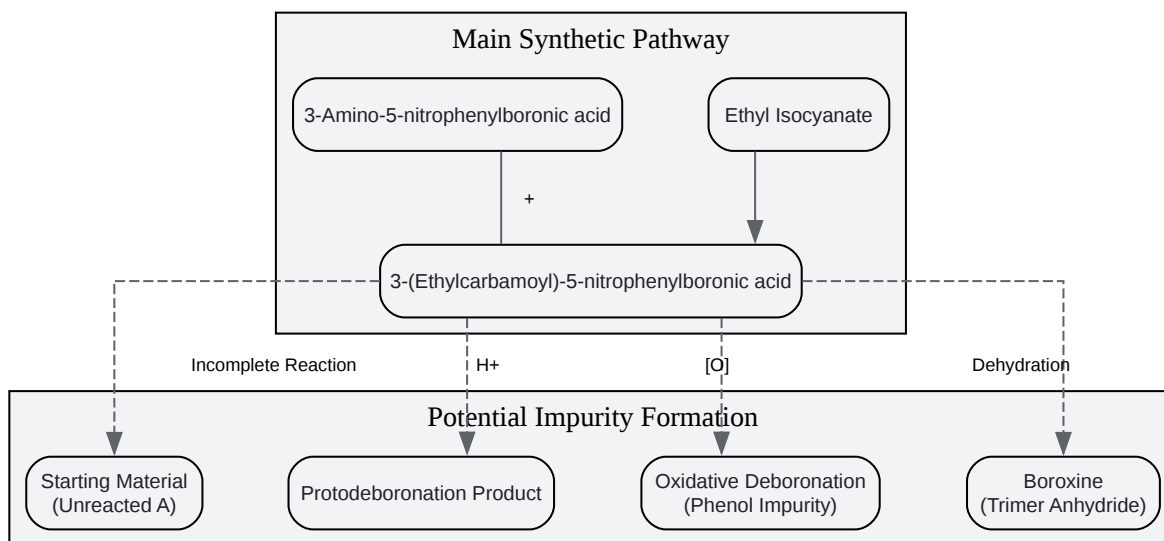 Main Synthetic Pathway
3-Amino-5-nitrophenylboronic acid
Ethyl Isocyanate
+
3-(Ethylcarbamoyl)-5-nitrophenylboronic acid
Incomplete Reaction
H+
[O]
Dehydration
Potential Impurity Formation
Starting Material
(Unreacted A)
Protodeboronation Product
Oxidative Deboronation
(Phenol Impurity)
Boroxine
(Trimer Anhydride)